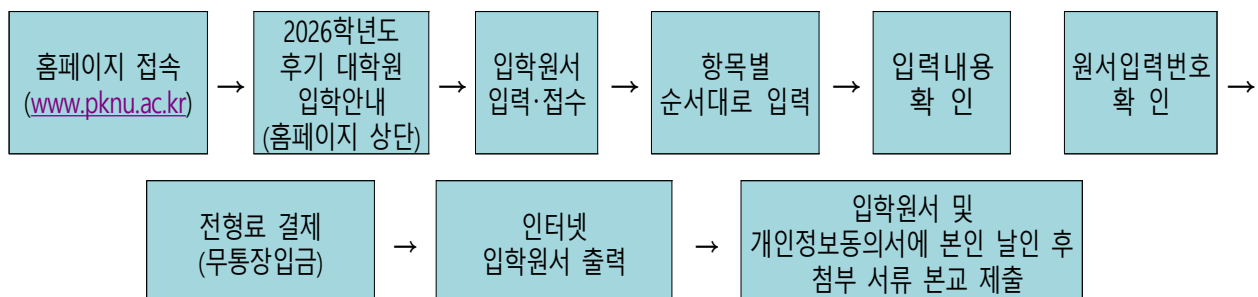 홈페이지 접속
(www.pknu.ac.kr)
→
2026학년도
후기 대학원
입학안내
(홈페이지 상단)
→
입학원서
입력·접수
→
항목별
순서대로 입력
→
입력내용
확 인
원서입력번호
확 인
→
전형료 결제
(무통장입금)
→
인터넷
입학원서 출력
→
입학원서 및
개인정보동의서에 본인 날인 후
첨부 서류 본교 제출